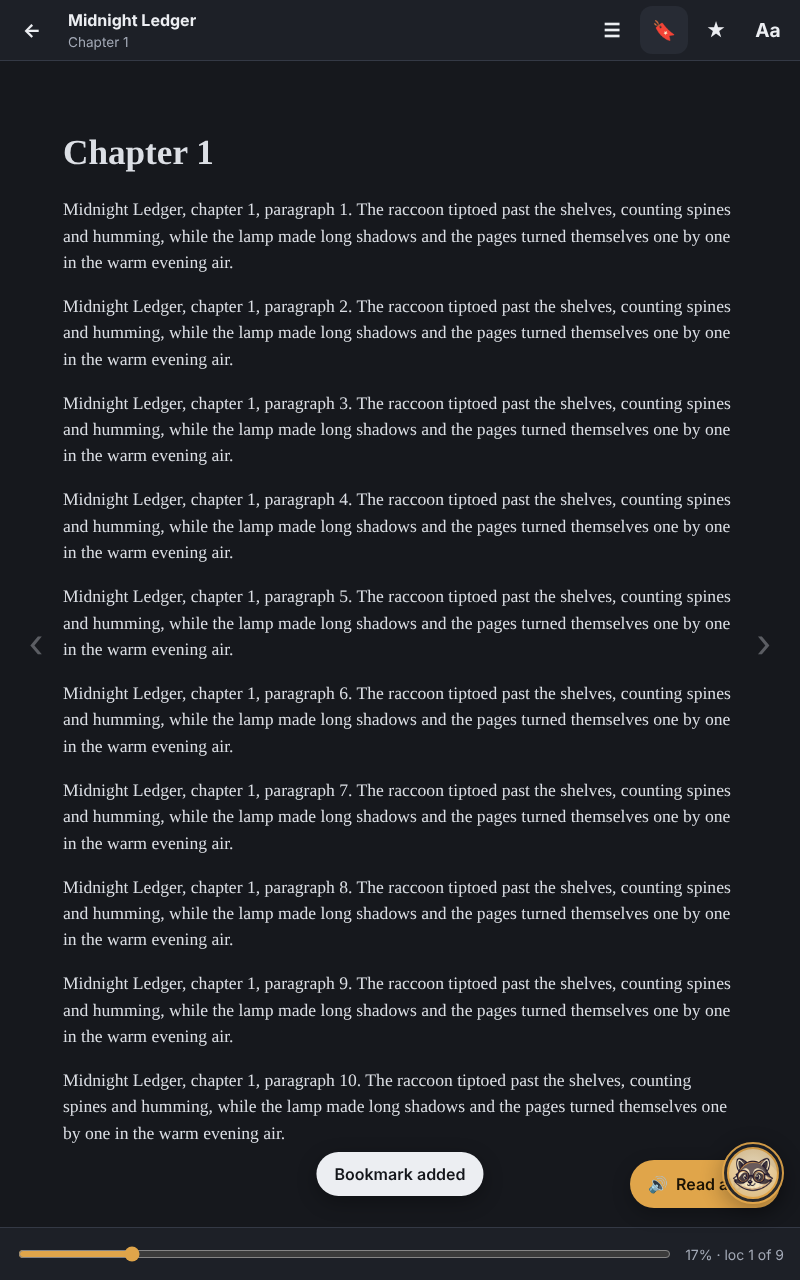 Midnight Ledger
Chapter 1
Aa
Chapter 1
Midnight Ledger, chapter 1, paragraph 1. The raccoon tiptoed past the shelves, counting spines
and humming, while the lamp made long shadows and the pages turned themselves one by one
in the warm evening air.
Midnight Ledger, chapter 1, paragraph 2. The raccoon tiptoed past the shelves, counting spines
and humming, while the lamp made long shadows and the pages turned themselves one by one
in the warm evening air.
Midnight Ledger, chapter 1, paragraph 3. The raccoon tiptoed past the shelves, counting spines
and humming, while the lamp made long shadows and the pages turned themselves one by one
in the warm evening air.
Midnight Ledger, chapter 1, paragraph 4. The raccoon tiptoed past the shelves, counting spines
and humming, while the lamp made long shadows and the pages turned themselves one by one
in the warm evening air.
Midnight Ledger, chapter 1, paragraph 5. The raccoon tiptoed past the shelves, counting spines
and humming, while the lamp made long shadows and the pages turned themselves one by one
in the warm evening air.
Midnight Ledger, chapter 1, paragraph 6. The raccoon tiptoed past the shelves, counting spines
and humming, while the lamp made long shadows and the pages turned themselves one by one
in the warm evening air.
Midnight Ledger, chapter 1, paragraph 7. The raccoon tiptoed past the shelves, counting spines
and humming, while the lamp made long shadows and the pages turned themselves one by one
in the warm evening air.
Midnight Ledger, chapter 1, paragraph 8. The raccoon tiptoed past the shelves, counting spines
and humming, while the lamp made long shadows and the pages turned themselves one by one
in the warm evening air.
Midnight Ledger, chapter 1, paragraph 9. The raccoon tiptoed past the shelves, counting spines
and humming, while the lamp made long shadows and the pages turned themselves one by one
in the warm evening air.
Midnight Ledger, chapter 1, paragraph 10. The raccoon tiptoed past the shelves, counting
spines and humming, while the lamp made long shadows and the pages turned themselves one
by one in the warm evening air.
Bookmark added
Read
17% · loc 1 of 9